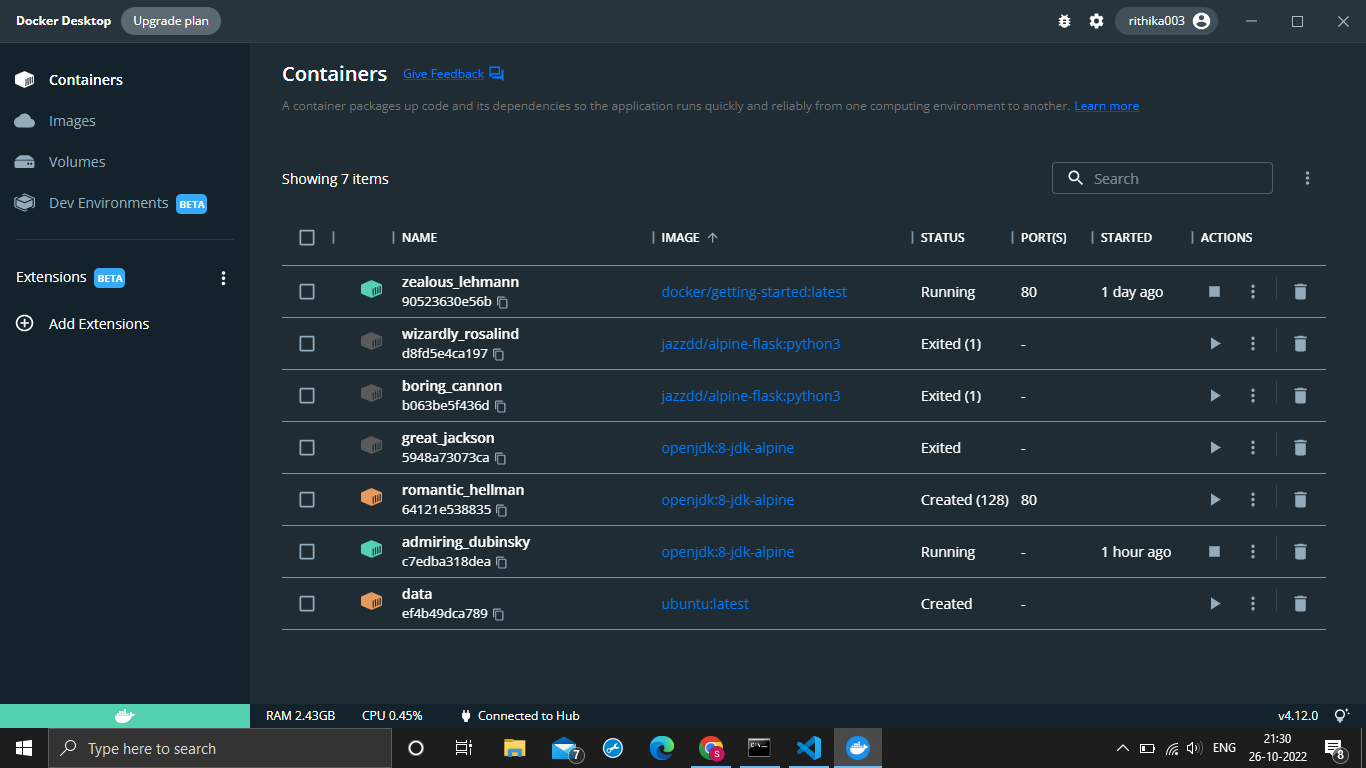 Docker Desktop Upgrade plan rithika003
Containers
Images
Volumes
Dev Environments BETA
Extensions BETA
Add Extensions
Containers Give Feedback
A container packages up code and its dependencies so the application runs quickly and reliably from one computing environment to another. Learn more
Showing 7 items Search
NAME IMAGE STATUS PORT(S) STARTED ACTIONS
zealous_lehmann
90523630e56b docker/getting-started:latest Running 80 1 day ago
wizardly_rosalind
d8fd5e4ca197 jazzdd/alpine-flask:python3 Exited (1) -
boring_cannon
b063be5f436d jazzdd/alpine-flask:python3 Exited (1) -
great_jackson
5948a73073ca openjdk:8-jdk-alpine Exited -
romantic_hellman
64121e538835 openjdk:8-jdk-alpine Created (128) 80
admiring_dubinsky
c7edba318dea openjdk:8-jdk-alpine Running - 1 hour ago
data
ef4b49dca789 ubuntu:latest Created -
RAM 2.43GB CPU 0.45% Connected to Hub v4.12.0
Type here to search 7 S ENG 21:30
26-10-2022 8